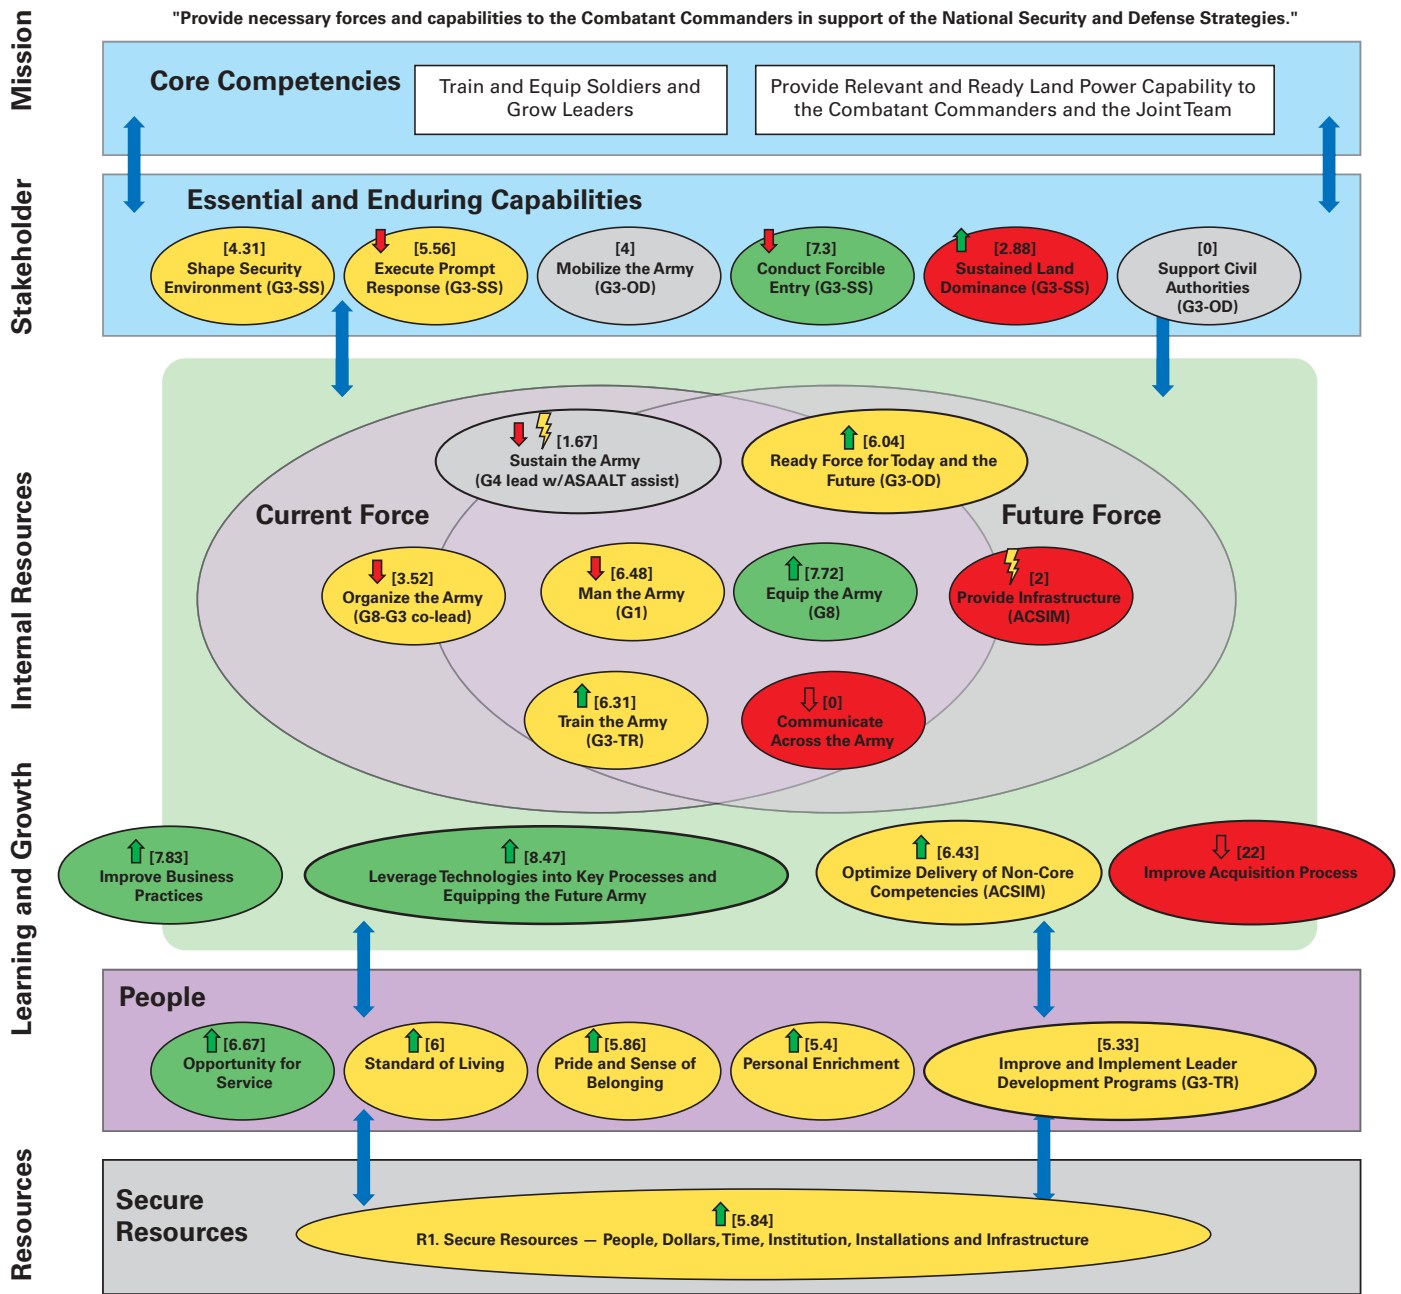 "Provide necessary forces and capabilities to the Combatant Commanders in support of the National Security and Defense Strategies."
Mission
Core Competencies
Train and Equip Soldiers and
Grow Leaders
Provide Relevant and Ready Land Power Capability to
the Combatant Commanders and the Joint Team
Stakeholder
Essential and Enduring Capabilities
[4.31]
Shape Security
Environment (G3-SS)
[5.56]
Execute Prompt
Response (G3-SS)
[4]
Mobilize the Army
(G3-OD)
[7.3]
Conduct Forcible
Entry (G3-SS)
[2.88]
Sustained Land
Dominance (G3-SS)
[0]
Support Civil
Authorities
(G3-OD)
Internal Resources
[1.67]
Sustain the Army
(G4 lead w/ASAALT assist)
[6.04]
Ready Force for Today and the
Future (G3-OD)
Current Force
Future Force
[3.52]
Organize the Army
(G8-G3 co-lead)
[6.48]
Man the Army
(G1)
[7.72]
Equip the Army
(G8)
[2]
Provide Infrastructure
(ACSIM)
[6.31]
Train the Army
(G3-TR)
[0]
Communicate
Across the Army
Learning and Growth
[7.83]
Improve Business
Practices
[8.47]
Leverage Technologies into Key Processes and
Equipping the Future Army
[6.43]
Optimize Delivery of Non-Core
Competencies (ACSIM)
[22]
Improve Acquisition Process
People
[6.67]
Opportunity for
Service
[6]
Standard of Living
[5.86]
Pride and Sense of
Belonging
[5.4]
Personal Enrichment
[5.33]
Improve and Implement Leader
Development Programs (G3-TR)
Resources
Secure
Resources
[5.84]
R1. Secure Resources — People, Dollars, Time, Institution, Installations and Infrastructure